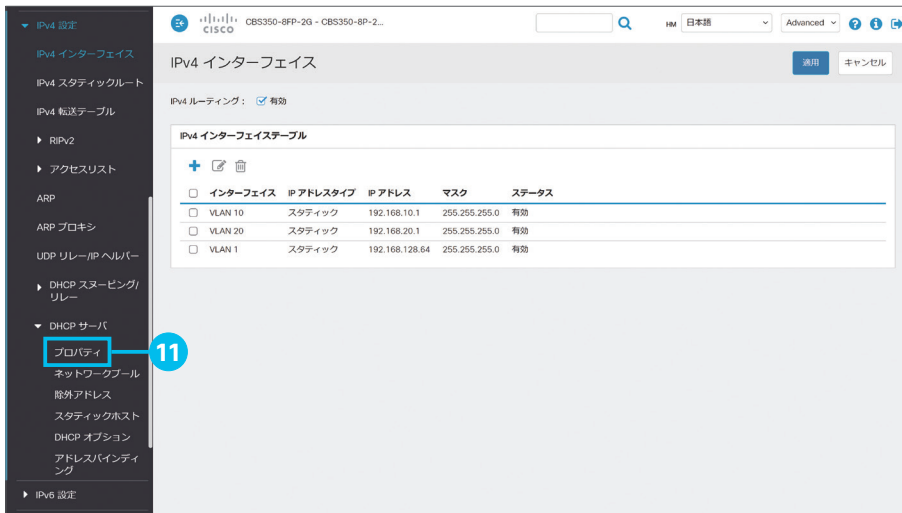 IPv4 設定
IPv4 インターフェイス
IPv4 スタティックルート
IPv4 転送テーブル
RIPv2
アクセスリスト
ARP
ARP プロキシ
UDP リレー/IP ヘルパー
DHCP スヌーピング/
リレー
DHCP サーバ
プロパティ
ネットワークプール
除外アドレス
スタティックホスト
DHCP オプション
アドレスバインディ
ング
IPv6 設定
11
CISCO
CBS350-8FP-2G - CBS350-8P-2...
HM 日本語 Advanced
IPv4 インターフェイス 適用 キャンセル
IPv4 ルーティング： 有効
IPv4 インターフェイステーブル
インターフェイス IP アドレスタイプ IP アドレス マスク ステータス
VLAN 10 スタティック 192.168.10.1 255.255.255.0 有効
VLAN 20 スタティック 192.168.20.1 255.255.255.0 有効
VLAN 1 スタティック 192.168.128.64 255.255.255.0 有効